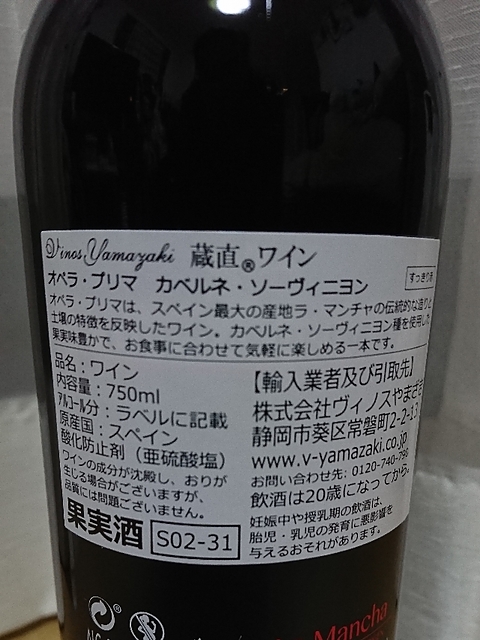 Vinos Yamazaki 蔵直®ワイン
オペラ・プリマ カベルネ・ソーヴィニヨン すっきり
オペラ・プリマは、スペイン最大の産地ラ・マンチャの伝統的な造りと
土壌の特徴を反映したワイン。カベルネ・ソーヴィニヨン種を使用した
果実味豊かで、お食事に合わせて気軽に楽しめる一本です。
品名：ワイン
内容量：750ml
アルコール分：ラベルに記載
原産国：スペイン
酸化防止剤（亜硫酸塩）
ワインの成分が沈殿し、おりが
生じる場合がございますが、
品質には問題ございません。
果実酒 S02-31
【輸入業者及び引取先】
株式会社ヴィノスやまざき
静岡市葵区常磐町2-2-13
www.v-yamazaki.co.jp
お問い合わせ先: 0120-740-790
飲酒は20歳になってから。
妊娠中や授乳期の飲酒は、
胎児・乳児の発育に悪影響を
与えるおそれがあります。
Mancha